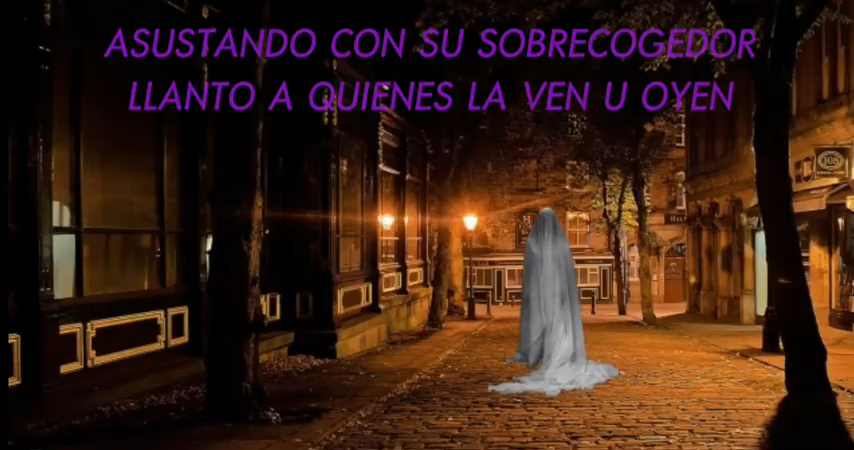 ASUSTANDO CON SU SOBRECOGEDOR
LLANTO A QUIENES LA VEN U OYEN